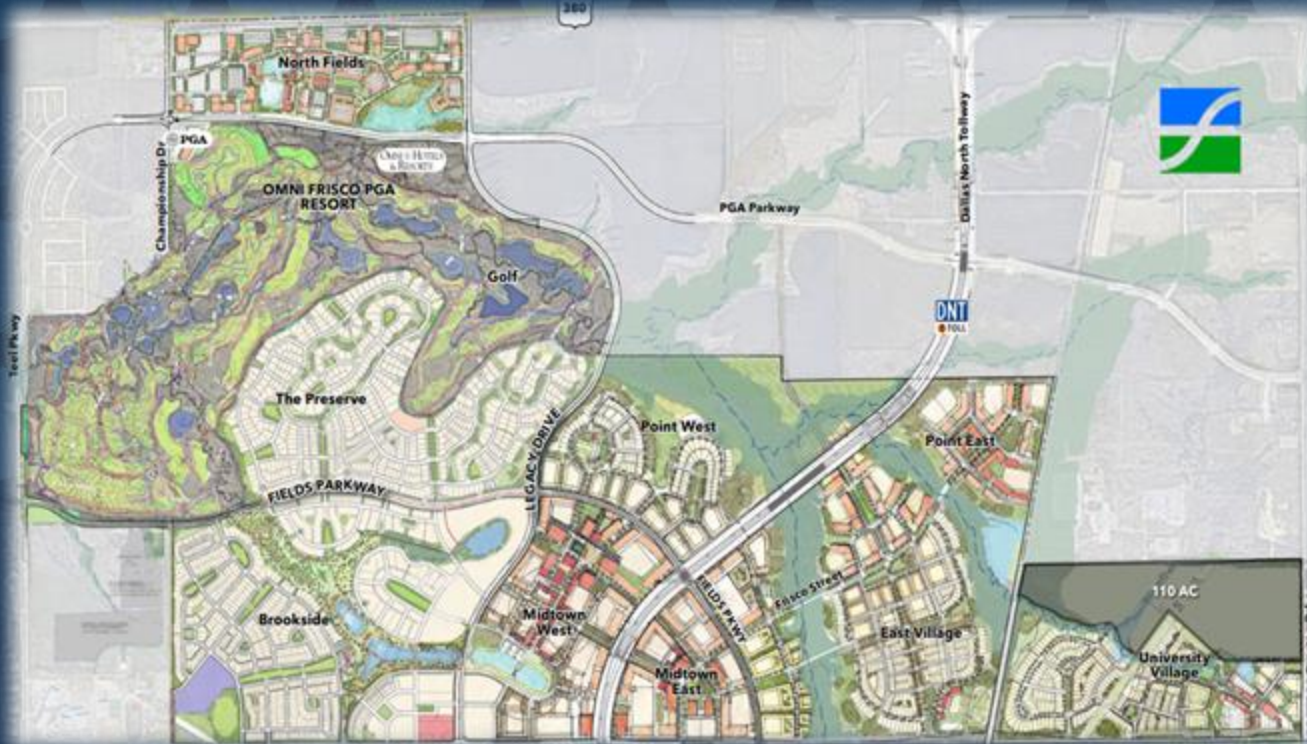 380
North Fields
PGA
OMNI HOTELS
& RESORTS
Championship Dr
OMNI FRISCO PGA
RESORT
Dallas North Tollway
PGA Parkway
Golf
DNT
TOLL
Teel Pkwy
The Preserve
LEGACY DRIVE
Point West
Point East
FIELDS PARKWAY
110 AC
FIELDS PKWY
Frisco Street
Brookside
Midtown
West
East Village
University
Village
Midtown
East